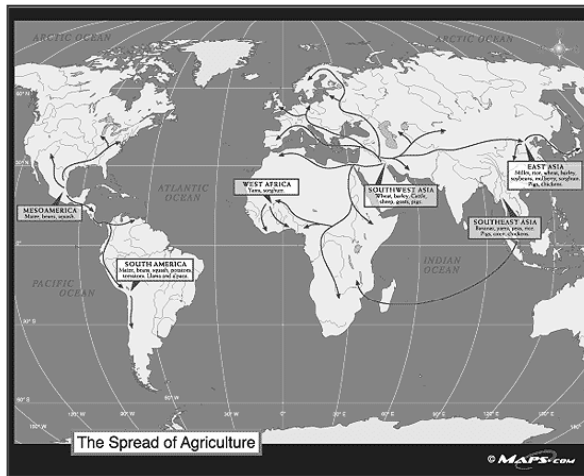 ARCTIC OCEAN
ARCTIC OCEAN
EAST ASIA
Millet, rice, wheat, barley,
soybeans, mulberry, sorghum.
Pigs, chickens.
WEST AFRICA
Yams, sorghum.
SOUTHWEST ASIA
Wheat, barley, Cattle,
sheep, goats, pigs.
ATLANTIC
OCEAN
MESOAMERICA
Maize, beans, squash.
SOUTHEAST ASIA
Bananas, yams, peas, rice.
Pigs, oxen, chickens.
SOUTH AMERICA
Maize, beans, squash, potatoes,
tomatoes. Llama and alpaca.
INDIAN
OCEAN
PACIFIC
OCEAN
The Spread of Agriculture
© MAPS.COM